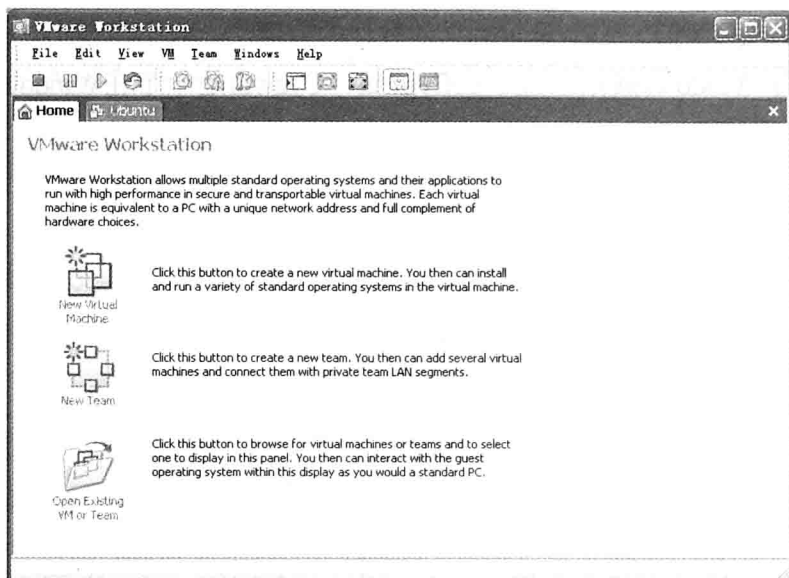 VMware Workstation
File Edit View VM Team Windows Help
Home Ubuntu
VMware Workstation
VMware Workstation allows multiple standard operating systems and their applications to
run with high performance in secure and transportable virtual machines. Each virtual
machine is equivalent to a PC with a unique network address and full complement of
hardware choices.
New Virtual
Machine
Click this button to create a new virtual machine. You then can install
and run a variety of standard operating systems in the virtual machine.
New Team
Click this button to create a new team. You then can add several virtual
machines and connect them with private team LAN segments.
Open Existing
VM or Team
Click this button to browse for virtual machines or teams and to select
one to display in this panel. You then can interact with the guest
operating system within this display as you would a standard PC.